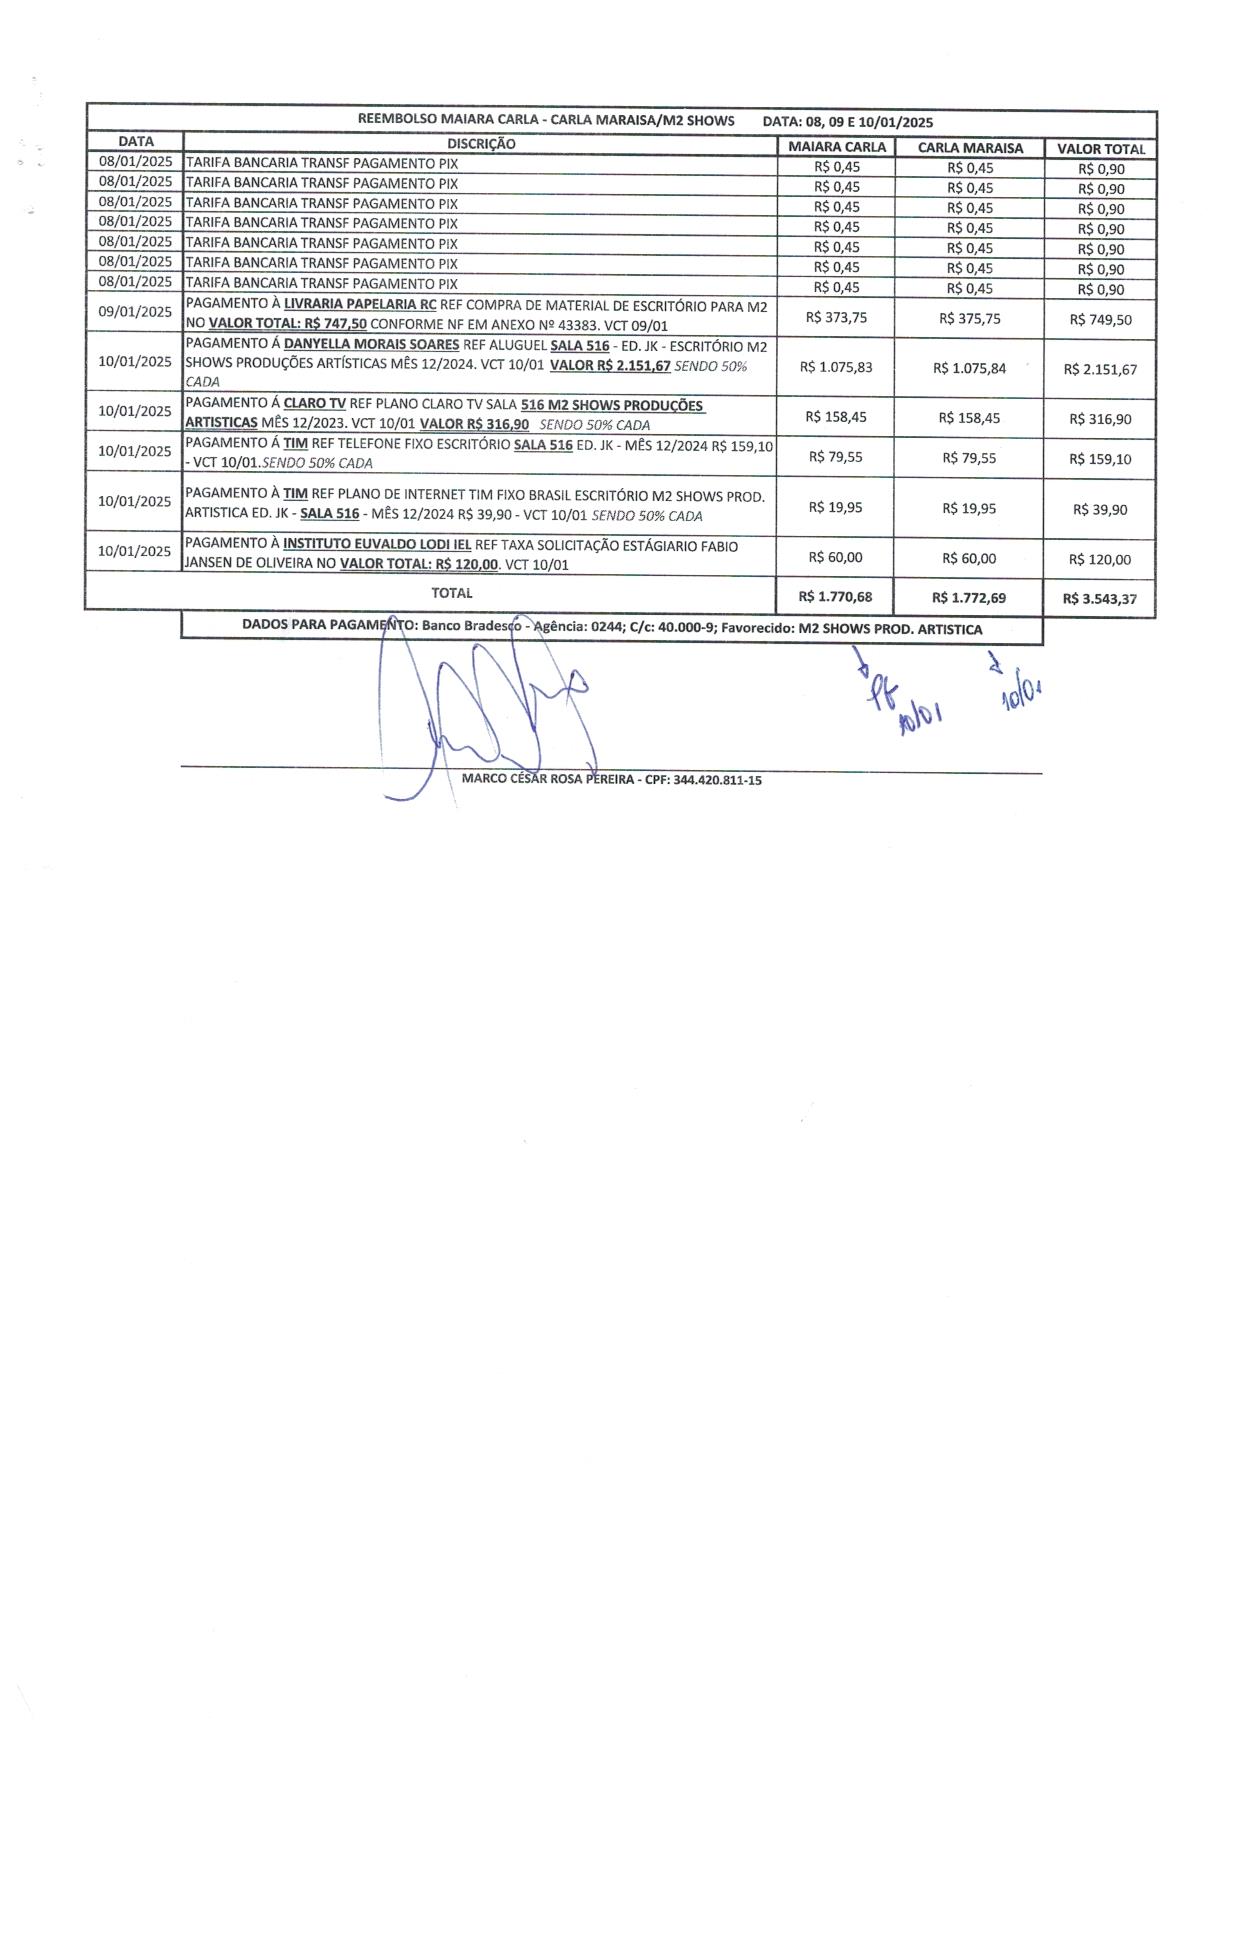 REEMBOLSO MAIARA CARLA - CARLA MARAISA/M2 SHOWS DATA: 08, 09 E 10/01/2025
DATA DISCRIÇÃO MAIARA CARLA CARLA MARAISA VALOR TOTAL
08/01/2025 TARIFA BANCARIA TRANSF PAGAMENTO PIX R$ 0,45 R$ 0,45 R$ 0,90
08/01/2025 TARIFA BANCARIA TRANSF PAGAMENTO PIX R$ 0,45 R$ 0,45 R$ 0,90
08/01/2025 TARIFA BANCARIA TRANSF PAGAMENTO PIX R$ 0,45 R$ 0,45 R$ 0,90
08/01/2025 TARIFA BANCARIA TRANSF PAGAMENTO PIX R$ 0,45 R$ 0,45 R$ 0,90
08/01/2025 TARIFA BANCARIA TRANSF PAGAMENTO PIX R$ 0,45 R$ 0,45 R$ 0,90
08/01/2025 TARIFA BANCARIA TRANSF PAGAMENTO PIX R$ 0,45 R$ 0,45 R$ 0,90
08/01/2025 TARIFA BANCARIA TRANSF PAGAMENTO PIX R$ 0,45 R$ 0,45 R$ 0,90
09/01/2025 PAGAMENTO À LIVRARIA PAPELARIA RC REF COMPRA DE MATERIAL DE ESCRITÓRIO PARA M2
NO VALOR TOTAL: R$ 747,50 CONFORME NF EM ANEXO Nº 43383. VCT 09/01 R$ 373,75 R$ 375,75 R$ 749,50
10/01/2025 PAGAMENTO Á DANYELLA MORAIS SOARES REF ALUGUEL SALA 516 - ED. JK - ESCRITÓRIO M2
SHOWS PRODUÇÕES ARTÍSTICAS MÊS 12/2024. VCT 10/01 VALOR R$ 2.151,67 SENDO 50% R$ 1.075,83 R$ 1.075,84 R$ 2.151,67
CADA
10/01/2025 PAGAMENTO Á CLARO TV REF PLANO CLARO TV SALA 516 M2 SHOWS PRODUÇÕES
ARTISTICAS MÊS 12/2023. VCT 10/01 VALOR R$ 316,90 SENDO 50% CADA R$ 158,45 R$ 158,45 R$ 316,90
10/01/2025 PAGAMENTO Á TIM REF TELEFONE FIXO ESCRITÓRIO SALA 516 ED. JK - MÊS 12/2024 R$ 159,10
- VCT 10/01.SENDO 50% CADA R$ 79,55 R$ 79,55 R$ 159,10
10/01/2025 PAGAMENTO À TIM REF PLANO DE INTERNET TIM FIXO BRASIL ESCRITÓRIO M2 SHOWS PROD.
ARTISTICA ED. JK - SALA 516 - MÊS 12/2024 R$ 39,90 - VCT 10/01 SENDO 50% CADA R$ 19,95 R$ 19,95 R$ 39,90
10/01/2025 PAGAMENTO À INSTITUTO EUVALDO LODI IEL REF TAXA SOLICITAÇÃO ESTÁGIARIO FABIO
JANSEN DE OLIVEIRA NO VALOR TOTAL: R$ 120,00. VCT 10/01 R$ 60,00 R$ 60,00 R$ 120,00
TOTAL R$ 1.770,68 R$ 1.772,69 R$ 3.543,37
DADOS PARA PAGAMENTO: Banco Bradesco - Agência: 0244; C/c: 40.000-9; Favorecido: M2 SHOWS PROD. ARTISTICA
10/01 10/01
MARCO CÉSAR ROSA PEREIRA - CPF: 344.420.811-15